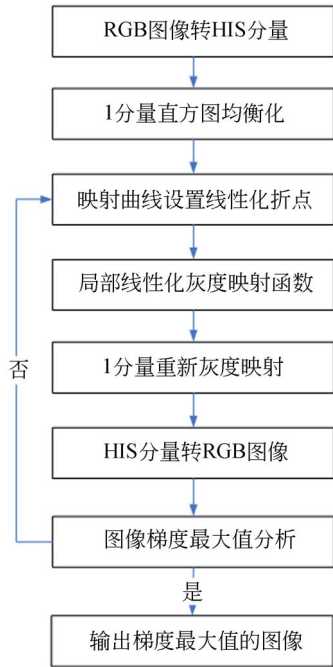 RGB图像转HIS分量
1分量直方图均衡化
映射曲线设置线性化折点
局部线性化灰度映射函数
1分量重新灰度映射
HIS分量转RGB图像
图像梯度最大值分析
否
是
输出梯度最大值的图像